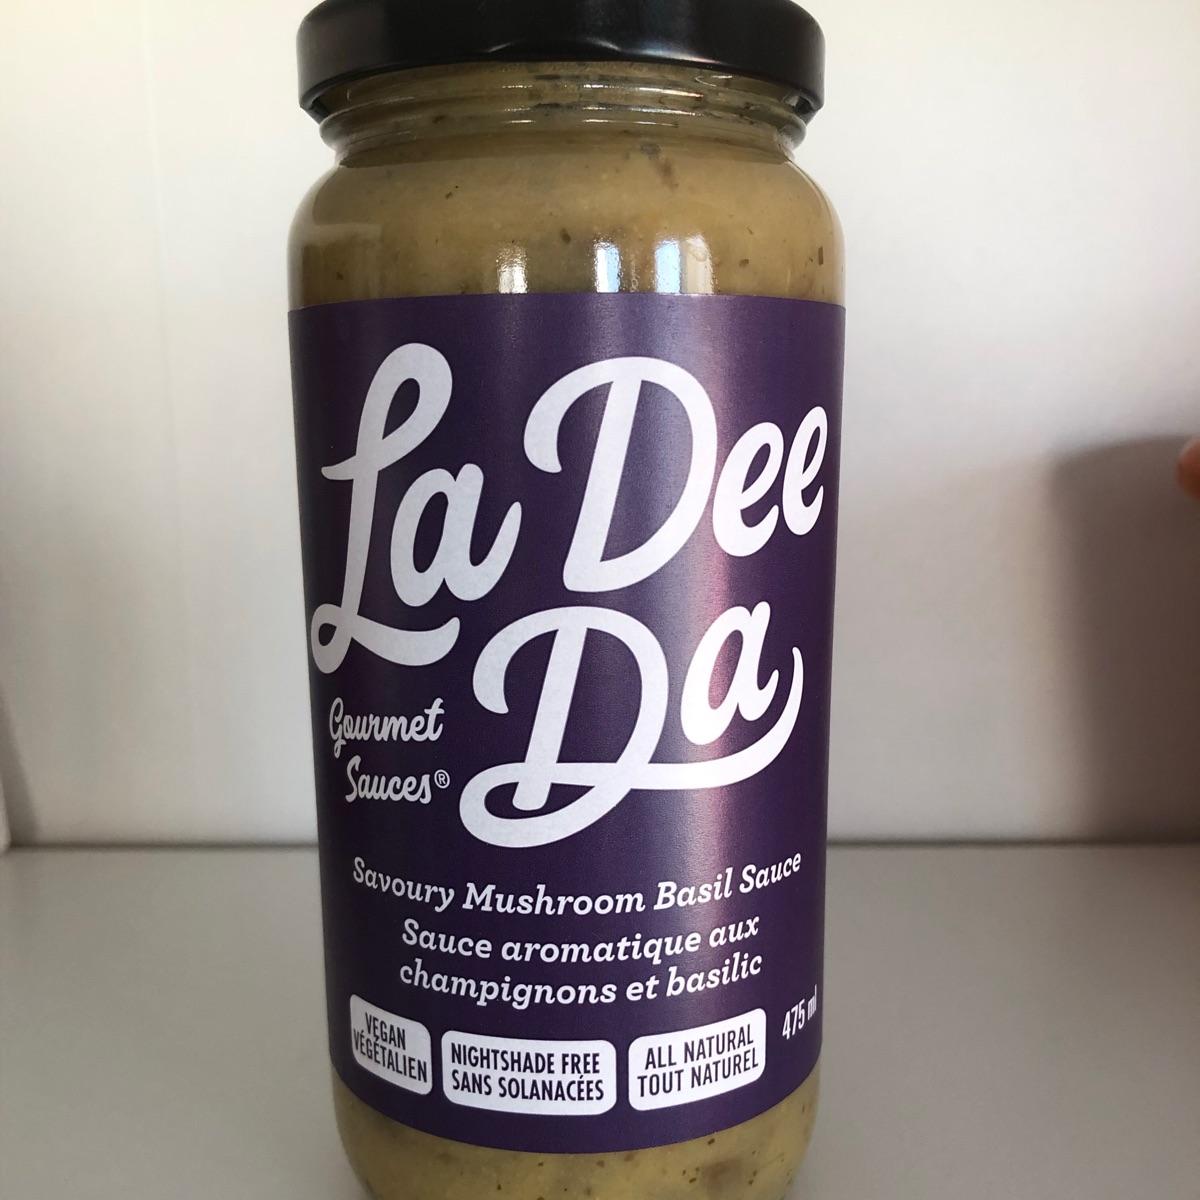 La Dee
Da
Gourmet
Sauces®
Savoury Mushroom Basil Sauce
Sauce aromatique aux
champignons et basilic
VEGAN
VÉGÉTALIEN
NIGHTSHADE FREE
SANS SOLANACÉES
ALL NATURAL
TOUT NATUREL
475 ml